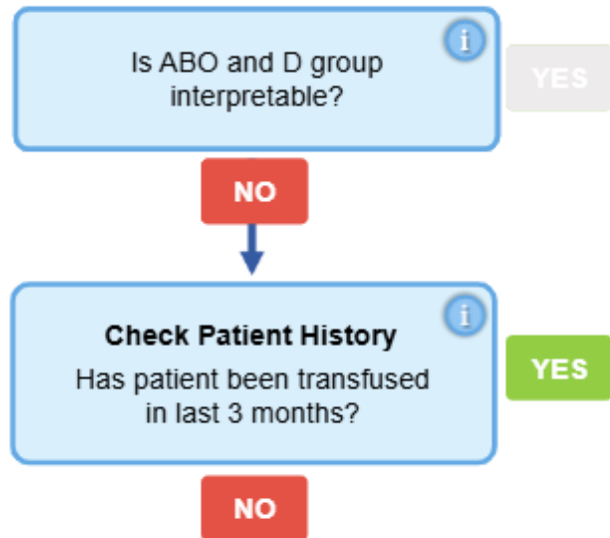 Is ABO and D group
interpretable?
i
YES
NO
Check Patient History
i
Has patient been transfused
in last 3 months?
YES
NO